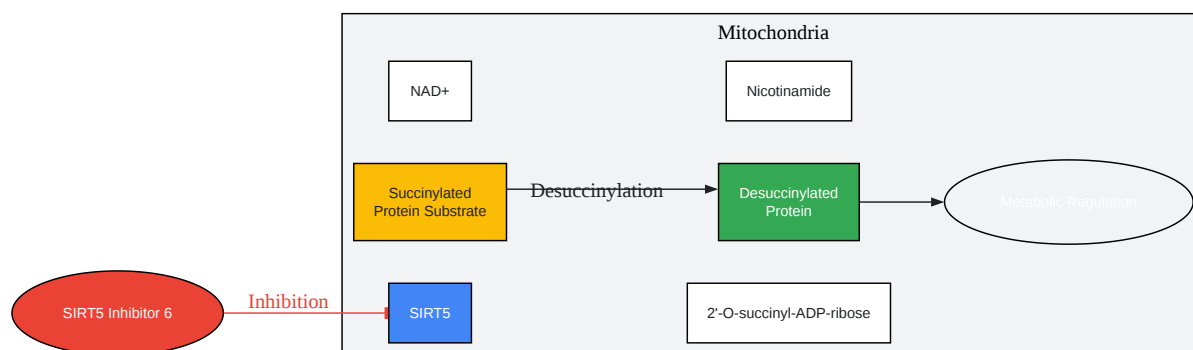 Mitochondria
NAD+
Nicotinamide
Succinylated
Protein Substrate
Desuccinylation
Desuccinylated
Protein
Metabolic Regulation
SIRT5 Inhibitor 6
Inhibition
SIRT5
2'-O-succinyl-ADP-ribose